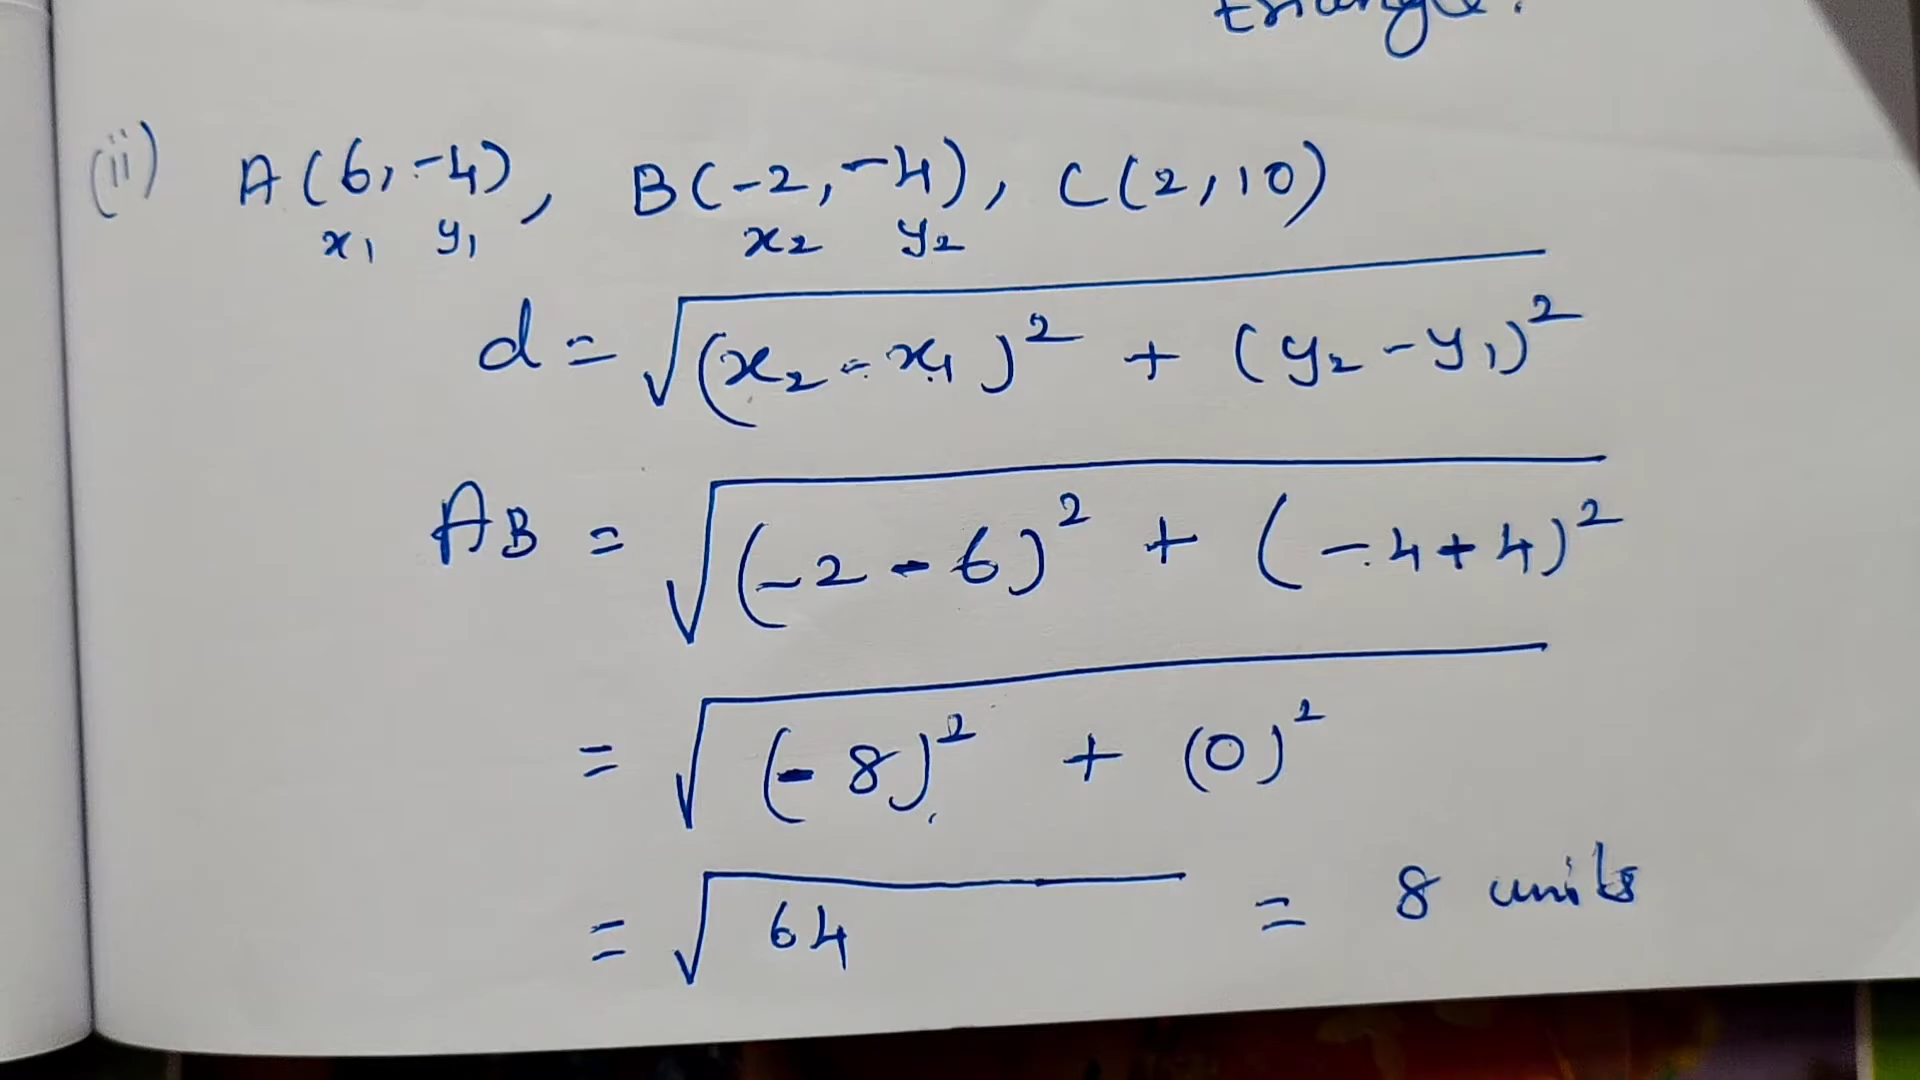 triangle.
(ii) A(6,-4), B(-2,-4), C(2,10)
x₁ y₁ x₂ y₂
d = √(x₂ - x₁)² + (y₂ - y₁)²
AB = √(-2 - 6)² + (-4+4)²
= √(-8)² + (0)²
= √64 = 8 units